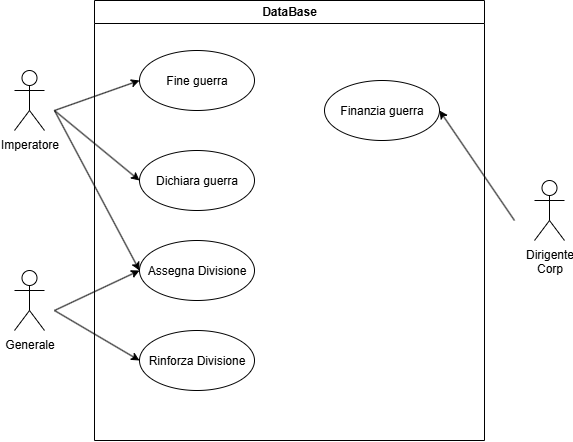 DataBase
Fine guerra
Finanzia guerra
Imperatore
Dichiara guerra
Assegna Divisione
Dirigente
Corp
Generale
Rinforza Divisione